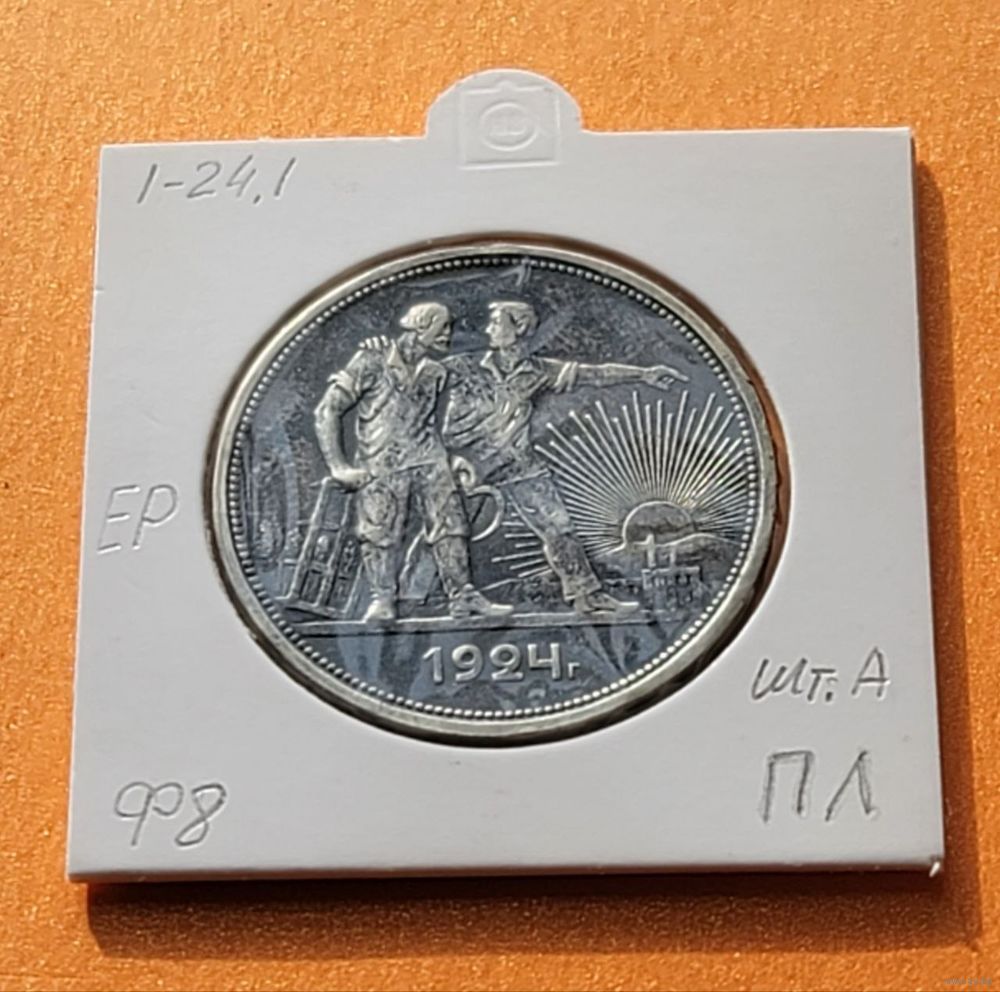 1-24,1
ЕР
1924г
шт. А
ПЛ
Ф8